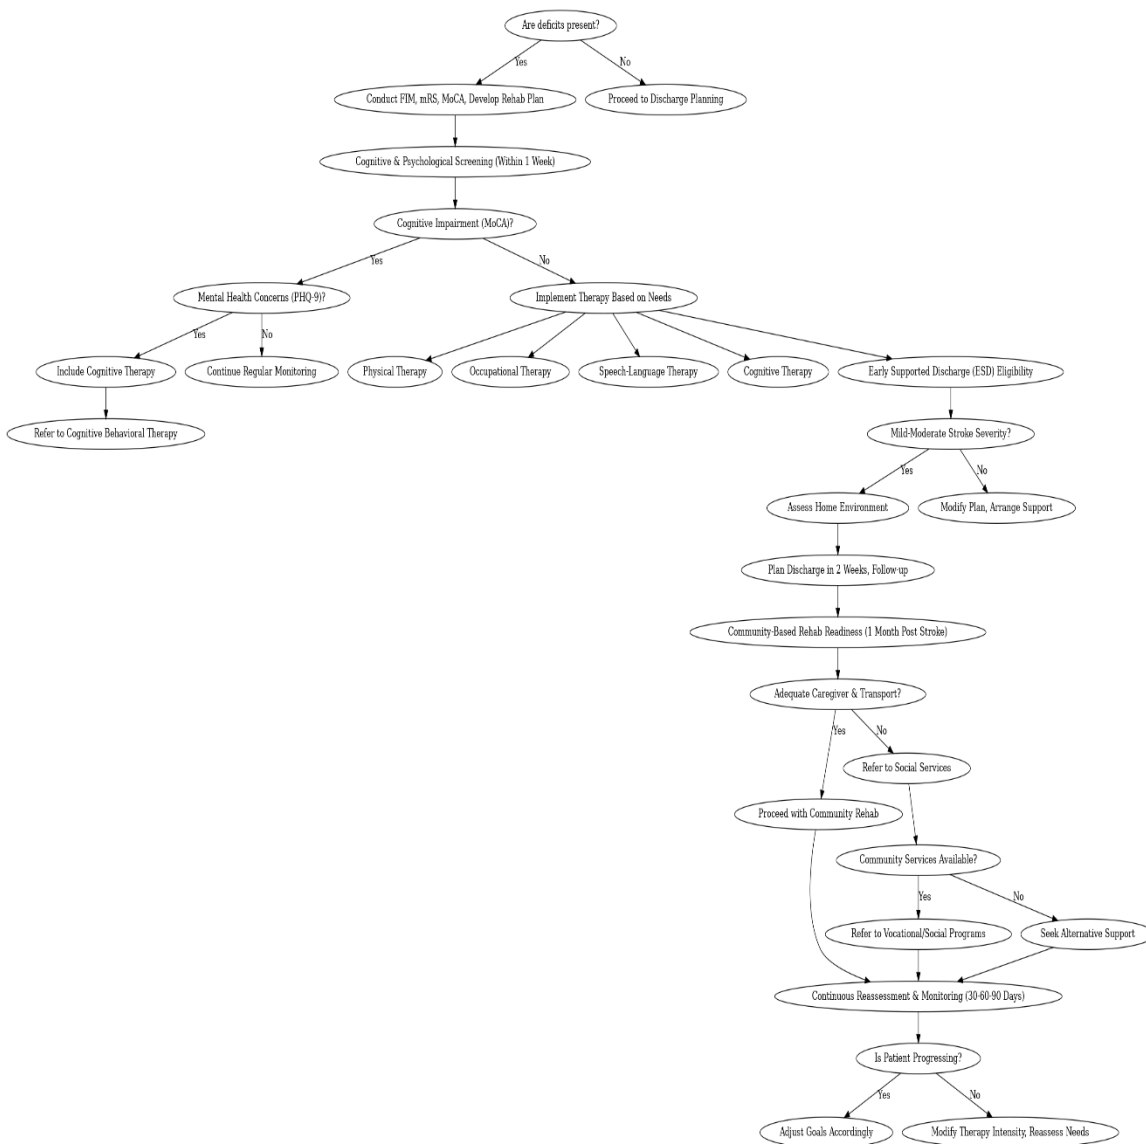 Are deficits present?
Yes
No
Conduct FIM, mRS, MoCA, Develop Rehab Plan
Proceed to Discharge Planning
Cognitive & Psychological Screening (Within 1 Week)
Cognitive Impairment (MoCA)?
Yes
No
Mental Health Concerns (PHQ-9)?
Implement Therapy Based on Needs
Yes
No
Include Cognitive Therapy
Continue Regular Monitoring
Physical Therapy
Occupational Therapy
Speech-Language Therapy
Cognitive Therapy
Early Supported Discharge (ESD) Eligibility
Refer to Cognitive Behavioral Therapy
Mild-Moderate Stroke Severity?
Yes
No
Assess Home Environment
Modify Plan, Arrange Support
Plan Discharge in 2 Weeks, Follow-up
Community-Based Rehab Readiness (1 Month Post Stroke)
Adequate Caregiver & Transport?
Yes
No
Refer to Social Services
Proceed with Community Rehab
Community Services Available?
Yes
No
Refer to Vocational/Social Programs
Seek Alternative Support
Continuous Reassessment & Monitoring (30-60-90 Days)
Is Patient Progressing?
Yes
No
Adjust Goals Accordingly
Modify Therapy Intensity, Reassess Needs